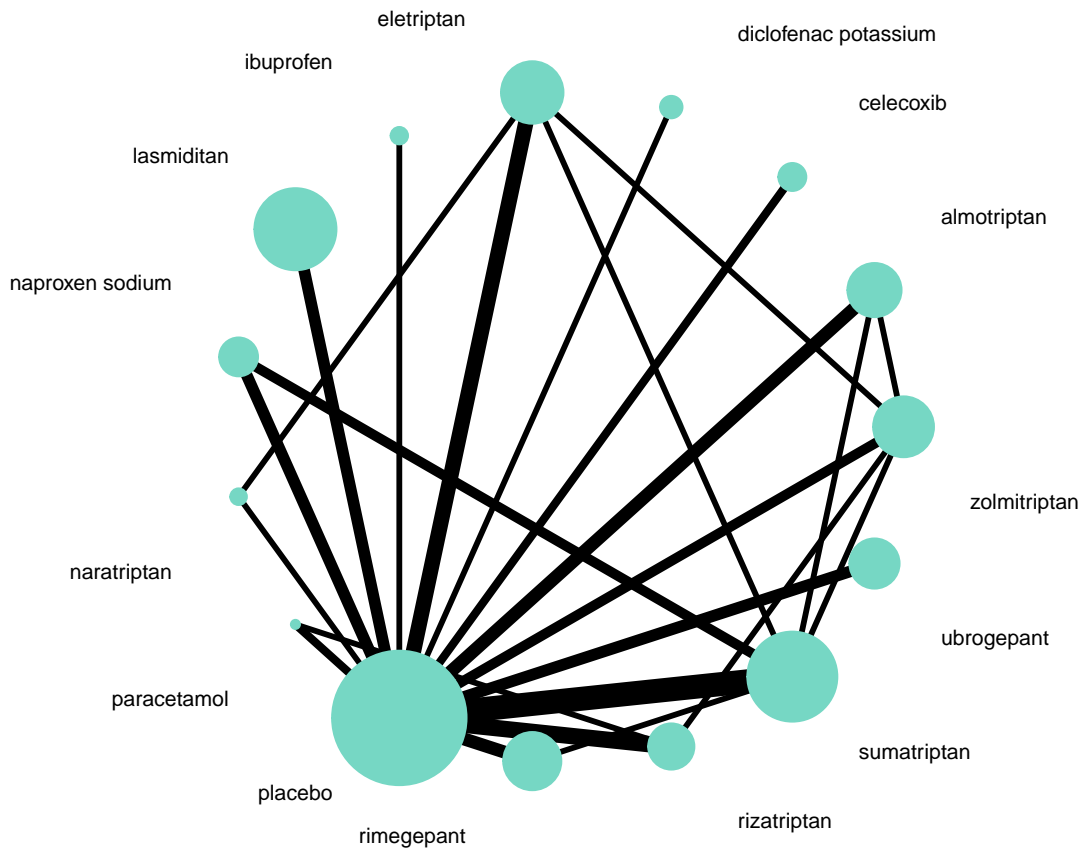 eletriptan
diclofenac potassium
ibuprofen
celecoxib
lasmiditan
almotriptan
naproxen sodium
zolmitriptan
naratriptan
ubrogepant
paracetamol
sumatriptan
placebo
rizatriptan
rimegepant